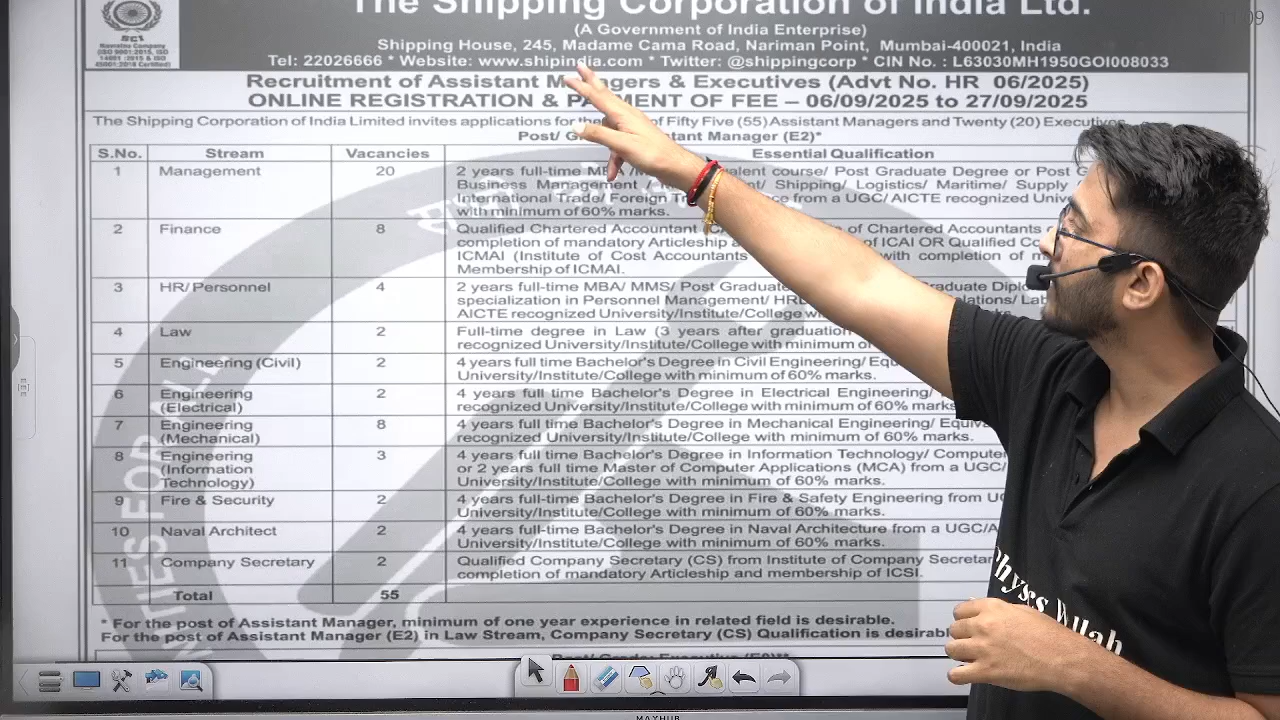 The Shipping Corporation of India Ltd.
(A Government of India Enterprise)
Shipping House, 245, Madame Cama Road, Nariman Point, Mumbai-400021, India
Tel: 22026666 * Website: www.shipindia.com * Twitter: @shippingcorp * CIN No. : L63030MH1950GOI008033
SCI
Navratna Company
Recruitment of Assistant Managers & Executives (Advt No. HR 06/2025)
ONLINE REGISTRATION & PAYMENT OF FEE – 06/09/2025 to 27/09/2025
The Shipping Corporation of India Limited invites applications for the of Fifty Five (55) Assistant Managers and Twenty (20) Executives
Post/ Assistant Manager (E2)*
S.No. Stream Vacancies Essential Qualification
1 Management 20 2 years full-time MBA / course/ Post Graduate Degree or Post
Business Management Shipping/ Logistics/ Maritime/ Supply
International Trade/ Foreign from a UGC/ AICTE recognized
with minimum of 60% marks.
2 Finance 8 Qualified Chartered Accountant of Chartered Accountants
completion of mandatory Articleship of ICAI OR Qualified
ICMAI (Institute of Cost Accountants with completion of
Membership of ICMAI.
3 HR/ Personnel 4 2 years full-time MBA/ MMS/ Post Graduate Graduate
specialization in Personnel Management/
AICTE recognized University/Institute/
4 Law 2 Full-time degree in Law (3 years after graduation
recognized University/Institute/College with minimum
5 Engineering (Civil) 2 4 years full time Bachelor's Degree in Civil Engineering/
University/Institute/College with minimum of 60% marks.
6 Engineering (Electrical) 2 4 years full time Bachelor's Degree in Electrical Engineering/
recognized University/Institute/College with minimum of 60% marks
7 Engineering (Mechanical) 8 4 years full time Bachelor's Degree in Mechanical Engineering/
recognized University/Institute/College with minimum of 60% marks.
8 Engineering (Information Technology) 3 4 years full time Bachelor's Degree in Information Technology/
or 2 years full time Master of Computer Applications (MCA) from a UGC/
University/Institute/College with minimum of 60% marks.
9 Fire & Security 2 4 years full-time Bachelor's Degree in Fire & Safety Engineering from
University/Institute/College with minimum of 60% marks.
10 Naval Architect 2 4 years full-time Bachelor's Degree in Naval Architecture from a
University/Institute/College with minimum of 60% marks.
11 Company Secretary 2 Qualified Company Secretary (CS) from Institute of Company
completion of mandatory Articleship and membership of ICSI.
Total 55
* For the post of Assistant Manager, minimum of one year experience in related field is desirable.
For the post of Assistant Manager (E2) in Law Stream, Company Secretary (CS) Qualification is
Physics Wallah
MAXHUB